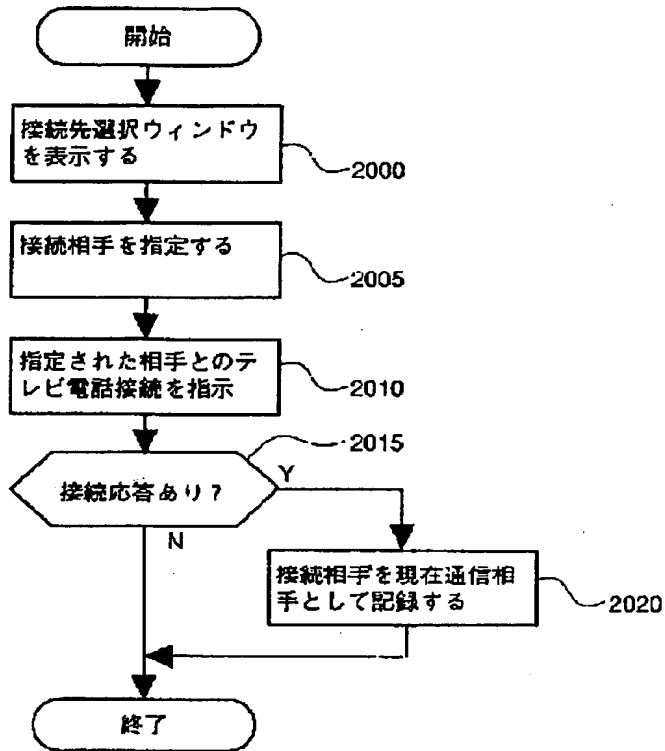 開始
接続先選択ウィンドウ
を表示する
2000
接続相手を指定する
2005
指定された相手とのテ
レビ電話接続を指示
2010
2015
接続応答あり?
Y
N
接続相手を現在通信相
手として記録する
2020
終了